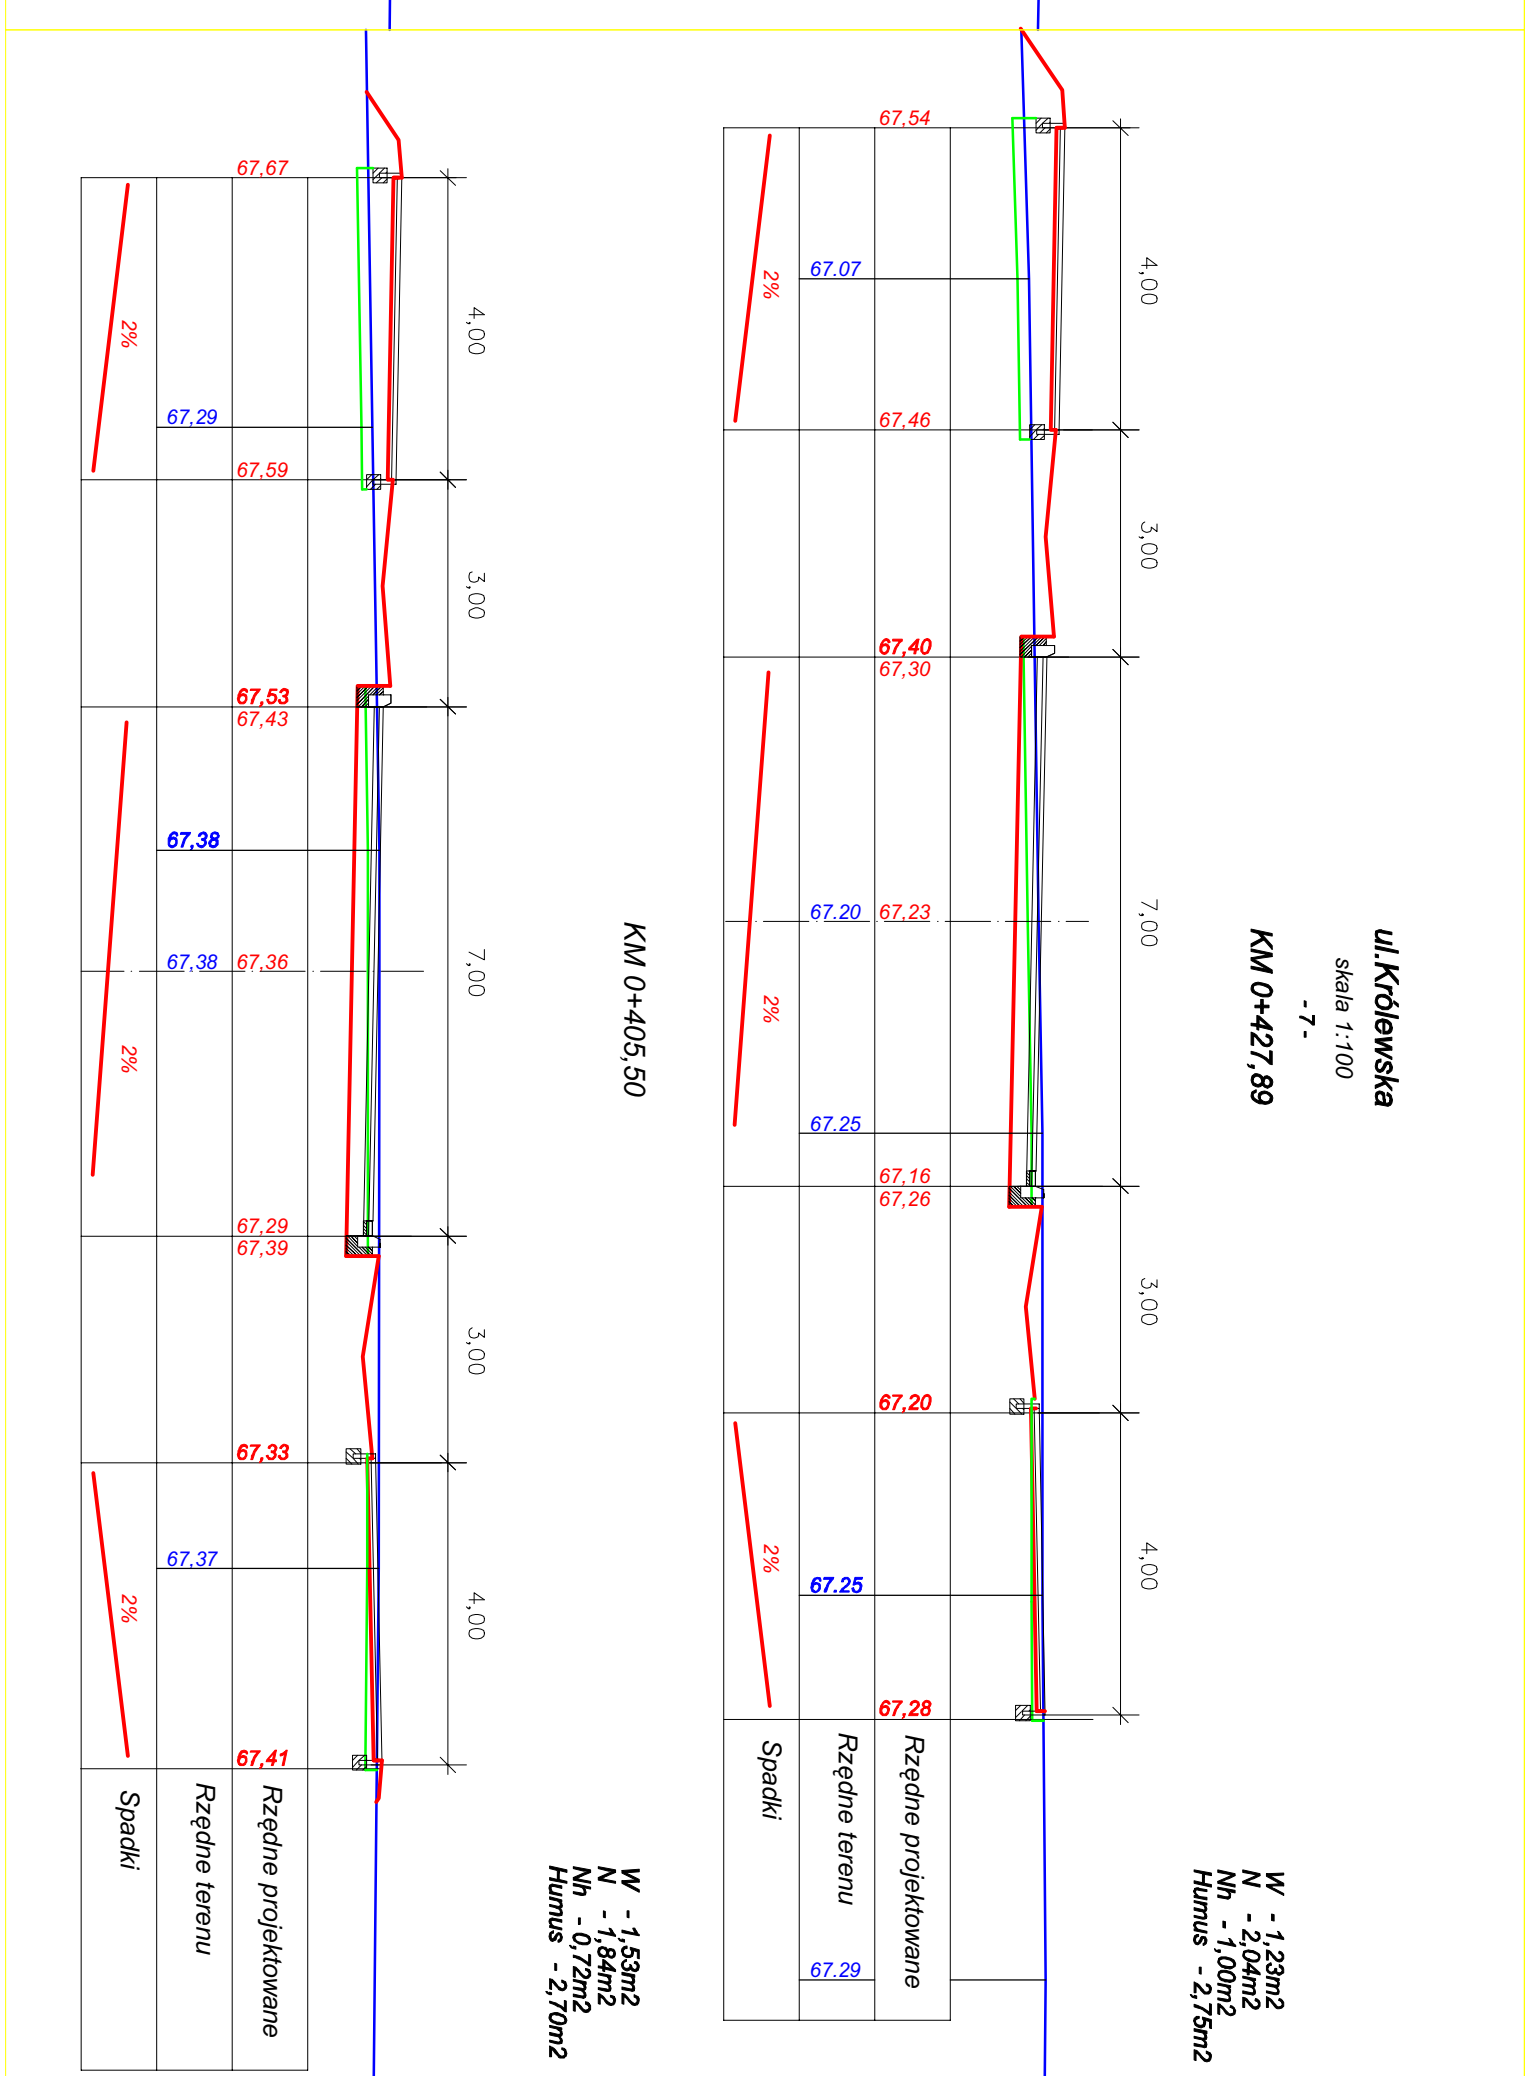 ul.Królewska
skala 1:100
- 7 -
KM 0+427,89
W - 1,23m2
N - 2,04m2
Nh - 1,00m2
Humus - 2,75m2
4,00 3,00 7,00 3,00 4,00
67,54 67,46 67,40 67,30 67,23 67,16 67,26 67,20 67,28 Rzędne projektowane
67.07 67.20 67.25 67.25 Rzędne terenu 67.29
2% 2% 2% Spadki
KM 0+405,50
W - 1,53m2
N - 1,84m2
Nh - 0,72m2
Humus - 2,70m2
4,00 3,00 7,00 3,00 4,00
67,67 67,59 67,53 67,43 67,36 67,29 67,39 67,33 67,41 Rzędne projektowane
67,29 67,38 67,38 67,37 Rzędne terenu
2% 2% 2% Spadki